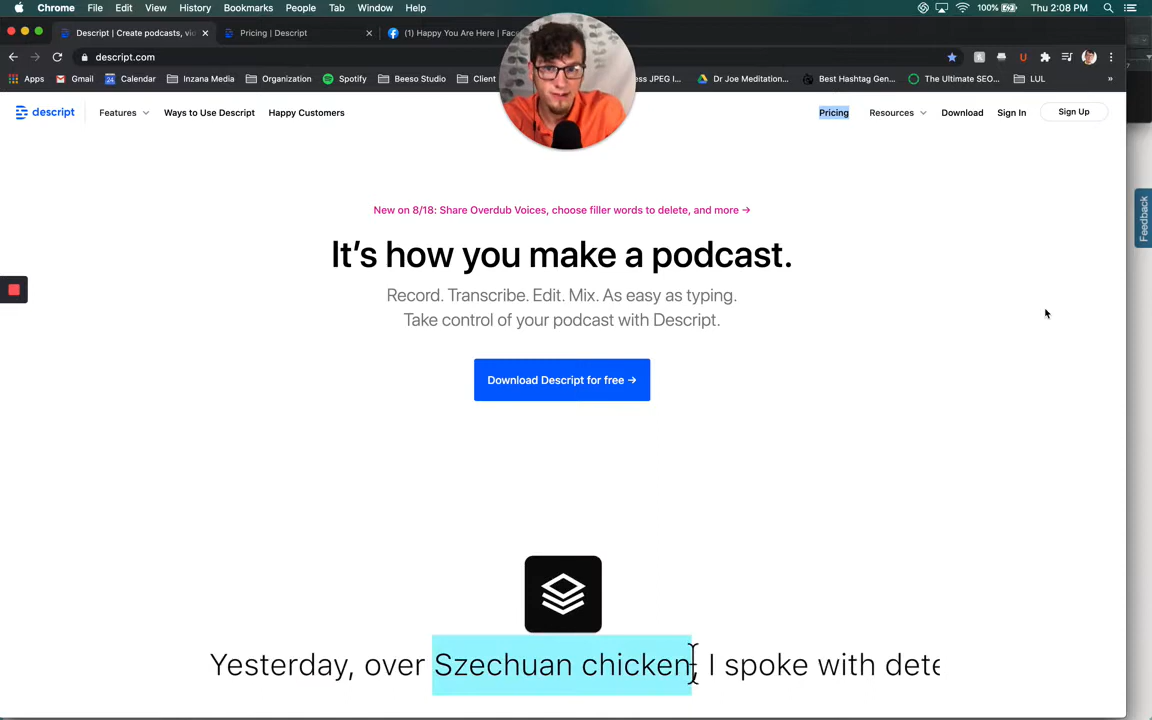 Chrome File Edit View History Bookmarks People Tab Window Help 100% Thu 2:08 PM
Descript | Create podcasts, vi Pricing | Descript (1) Happy You Are Here | Fac
descript.com
Apps Gmail Calendar Inzana Media Organization Spotify Beeso Studio Client ess JPEG I... Dr Joe Meditation... Best Hashtag Gen... The Ultimate SEO... LUL »
descript Features Ways to Use Descript Happy Customers Pricing Resources Download Sign In Sign Up
Feedback
New on 8/18: Share Overdub Voices, choose filler words to delete, and more →
It's how you make a podcast.
Record. Transcribe. Edit. Mix. As easy as typing.
Take control of your podcast with Descript.
Download Descript for free →
Yesterday, over Szechuan chicken, I spoke with dete